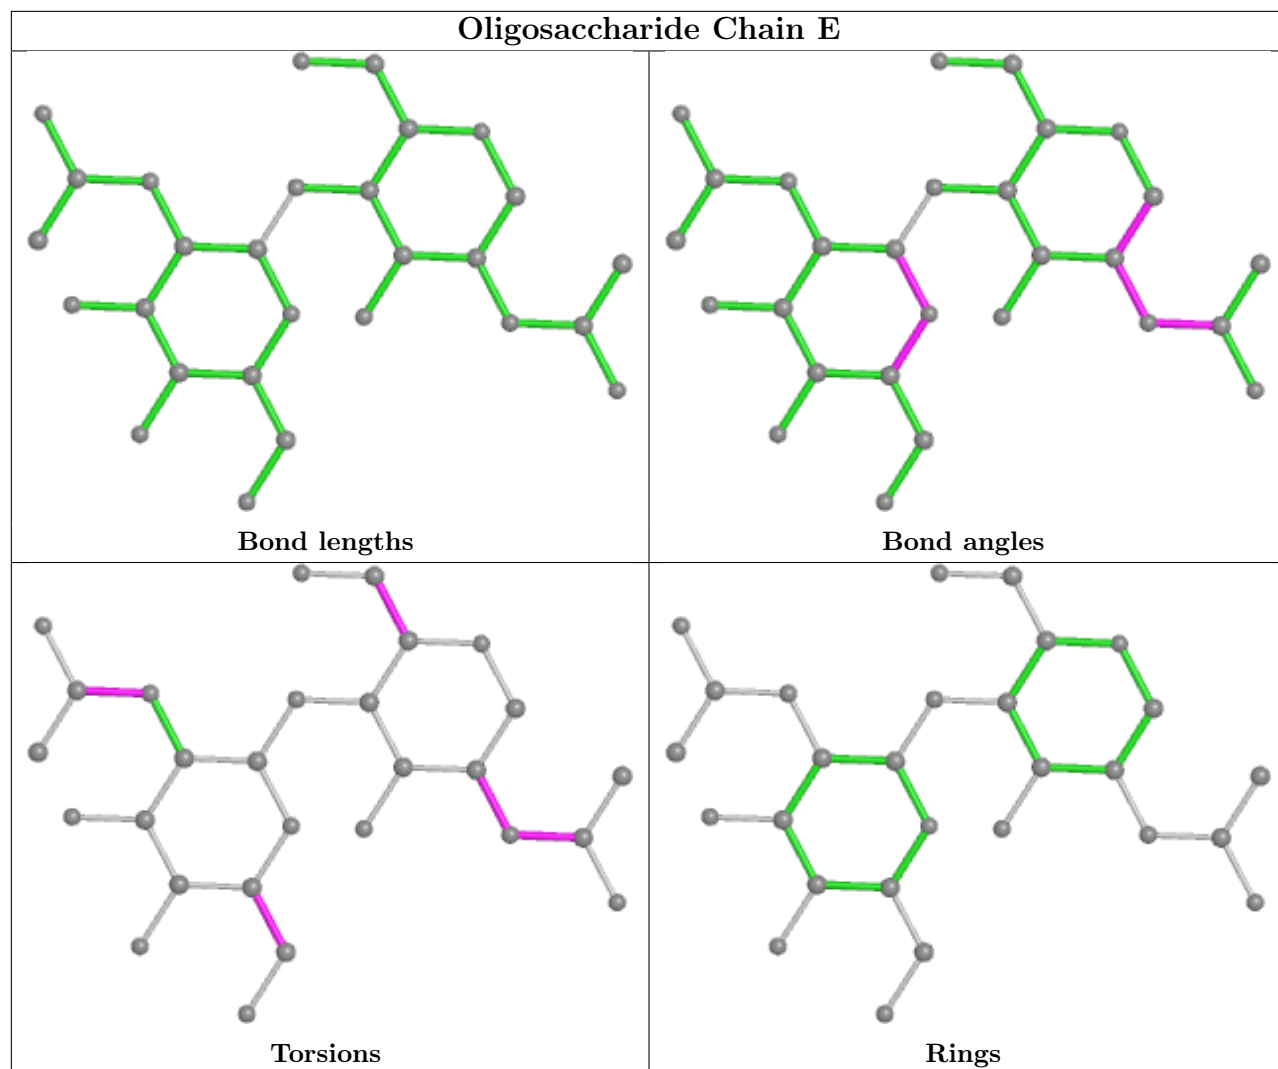 Oligosaccharide Chain E
Bond lengths
Bond angles
Torsions
Rings